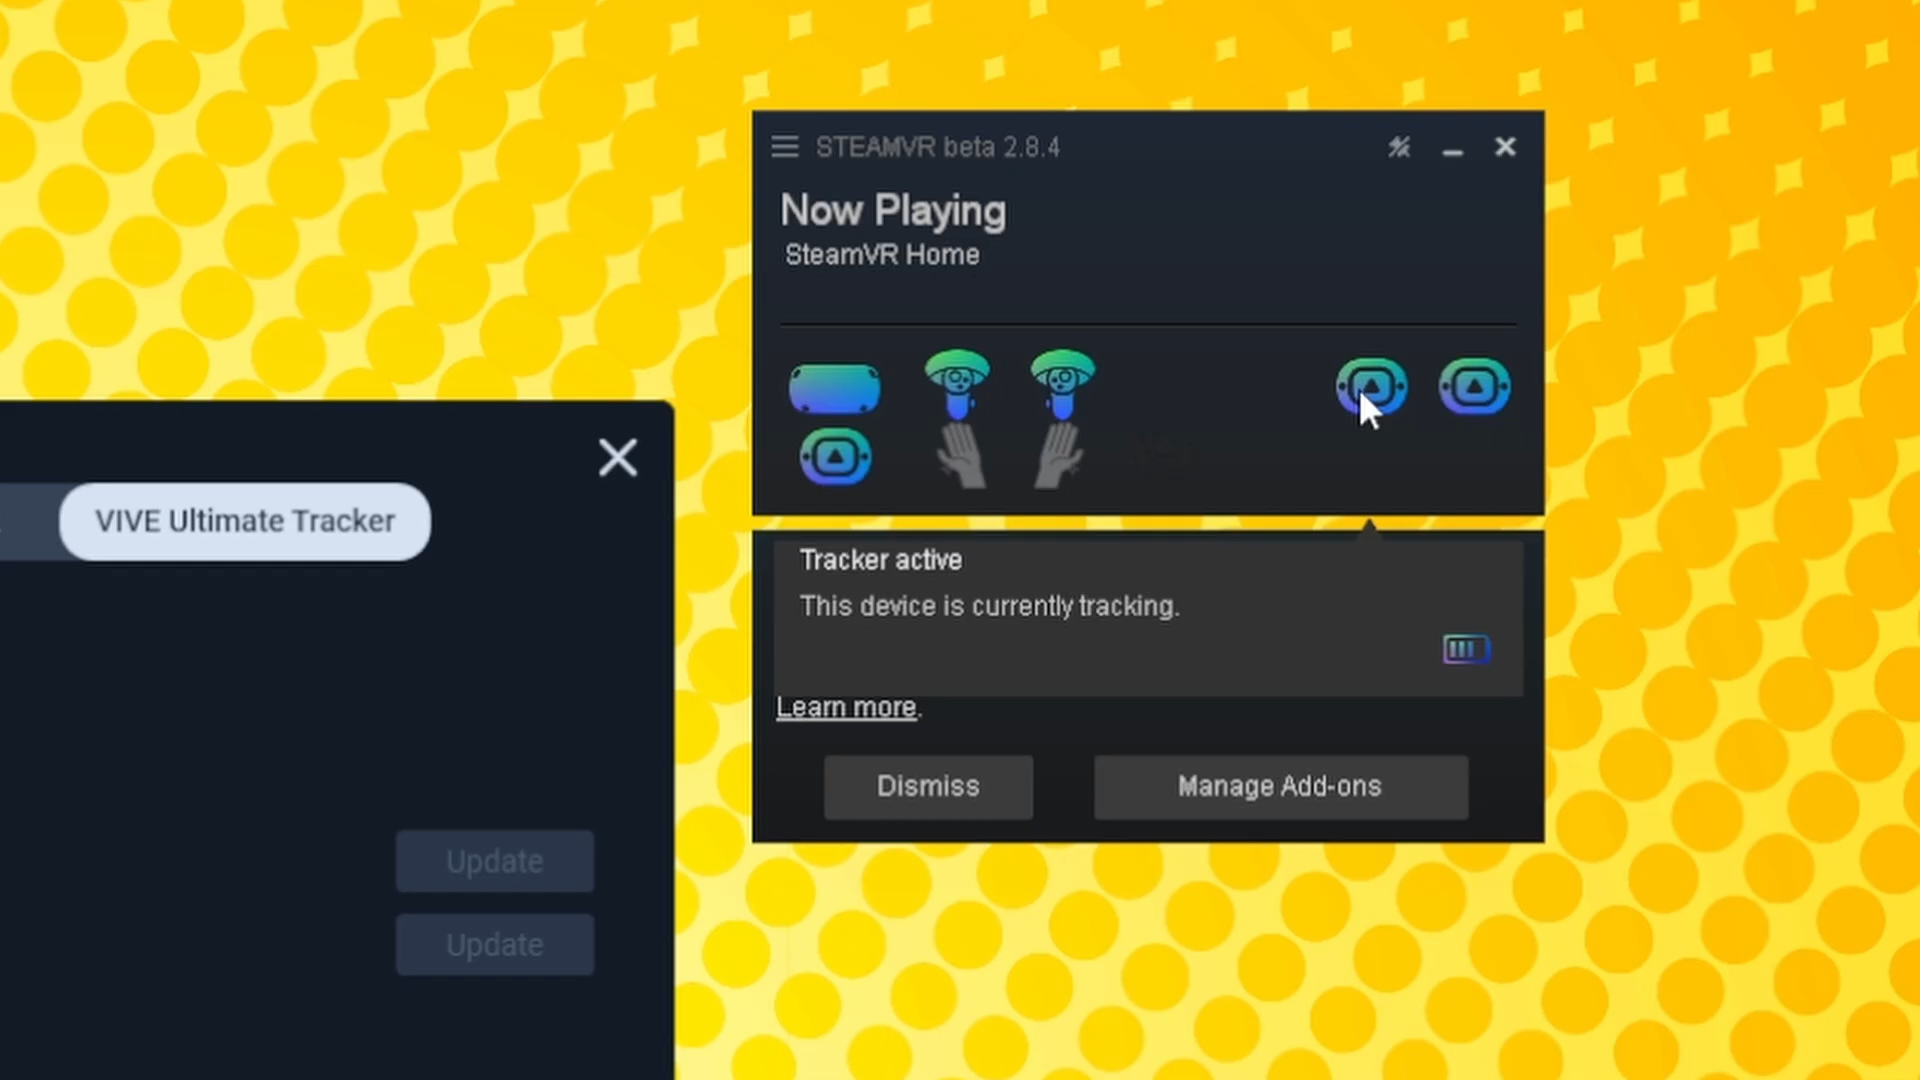 STEAMVR beta 2.8.4
Now Playing
SteamVR Home
VIVE Ultimate Tracker
Tracker active
This device is currently tracking.
Learn more.
Dismiss
Manage Add-ons
Update
Update